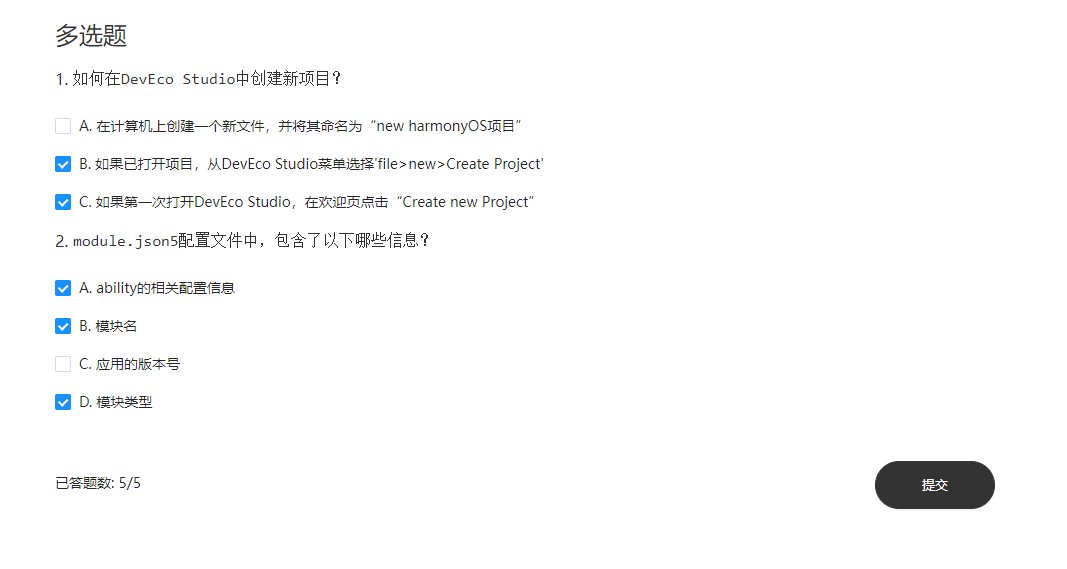 多选题
1. 如何在DevEco Studio中创建新项目？
A. 在计算机上创建一个新文件，并将其命名为“new harmonyOS项目”
B. 如果已打开项目，从DevEco Studio菜单选择'file>new>Create Project'
C. 如果第一次打开DevEco Studio，在欢迎页点击“Create new Project”
2. module.json5配置文件中，包含了以下哪些信息？
A. ability的相关配置信息
B. 模块名
C. 应用的版本号
D. 模块类型
已答题数: 5/5
提交